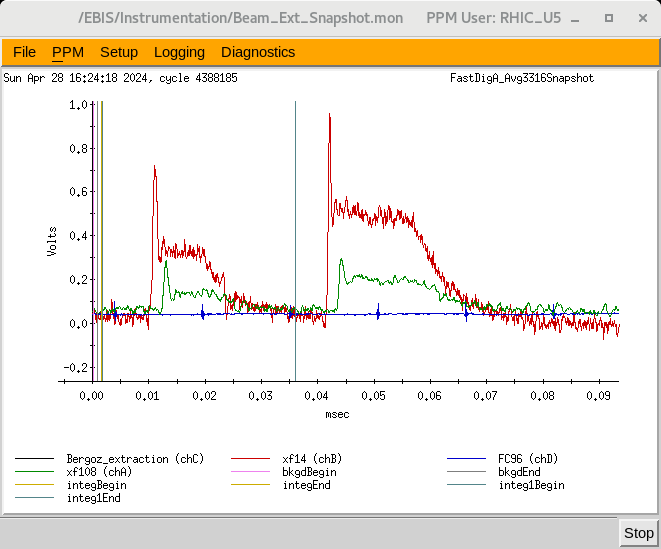 /EBIS/Instrumentation/Beam_Ext_Snapshot.mon PPM User: RHIC_U5
File PPM Setup Logging Diagnostics
Sun Apr 28 16:24:18 2024, cycle 4388185 FastDigA_Avg3316Snapshot
1.0
0.8
0.6
0.4
0.2
0.0
-0.2
Volts
0.00 0.01 0.02 0.03 0.04 0.05 0.06 0.07 0.08 0.09
msec
Bergoz_extraction (chC) xf14 (chB) FC96 (chD)
xf108 (chA) bkgdBegin bkgdEnd
integBegin integEnd integ1Begin
integ1End
Stop